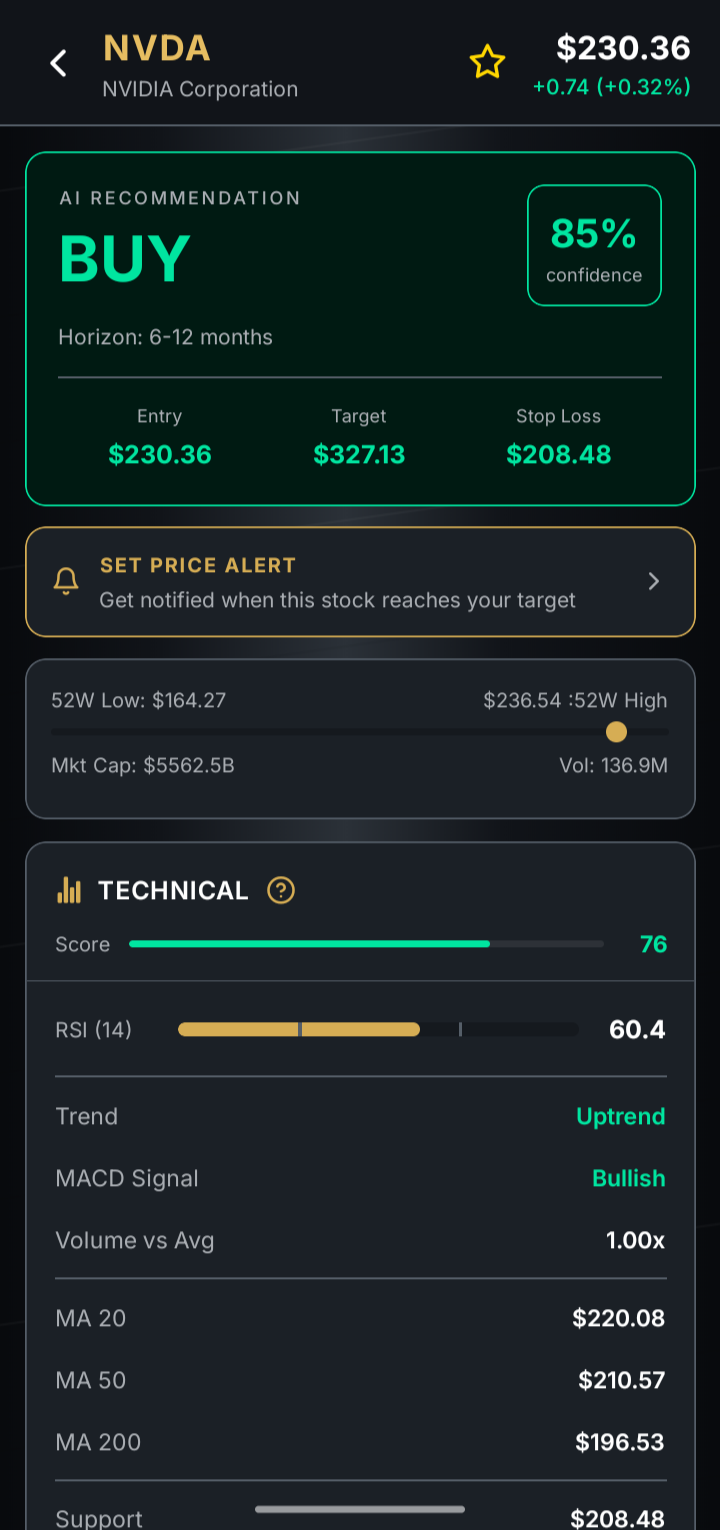 NVDA
$230.36
NVIDIA Corporation
+0.74 (+0.32%)
AI RECOMMENDATION
BUY
85%
confidence
Horizon: 6-12 months
Entry
Target
Stop Loss
$230.36
$327.13
$208.48
SET PRICE ALERT
Get notified when this stock reaches your target
52W Low: $164.27
$236.54 :52W High
Mkt Cap: $5562.5B
Vol: 136.9M
TECHNICAL ?
Score
76
RSI (14)
60.4
Trend
Uptrend
MACD Signal
Bullish
Volume vs Avg
1.00x
MA 20
$220.08
MA 50
$210.57
MA 200
$196.53
Support
$208.48